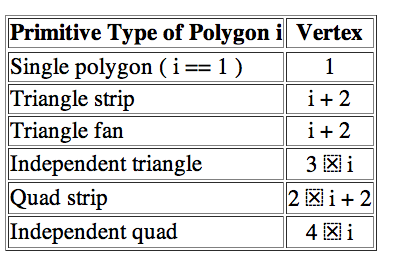 Primitive Type of Polygon i Vertex
Single polygon ( i == 1 ) 1
Triangle strip i + 2
Triangle fan i + 2
Independent triangle 3 ☒ i
Quad strip 2 ☒ i + 2
Independent quad 4 ☒ i